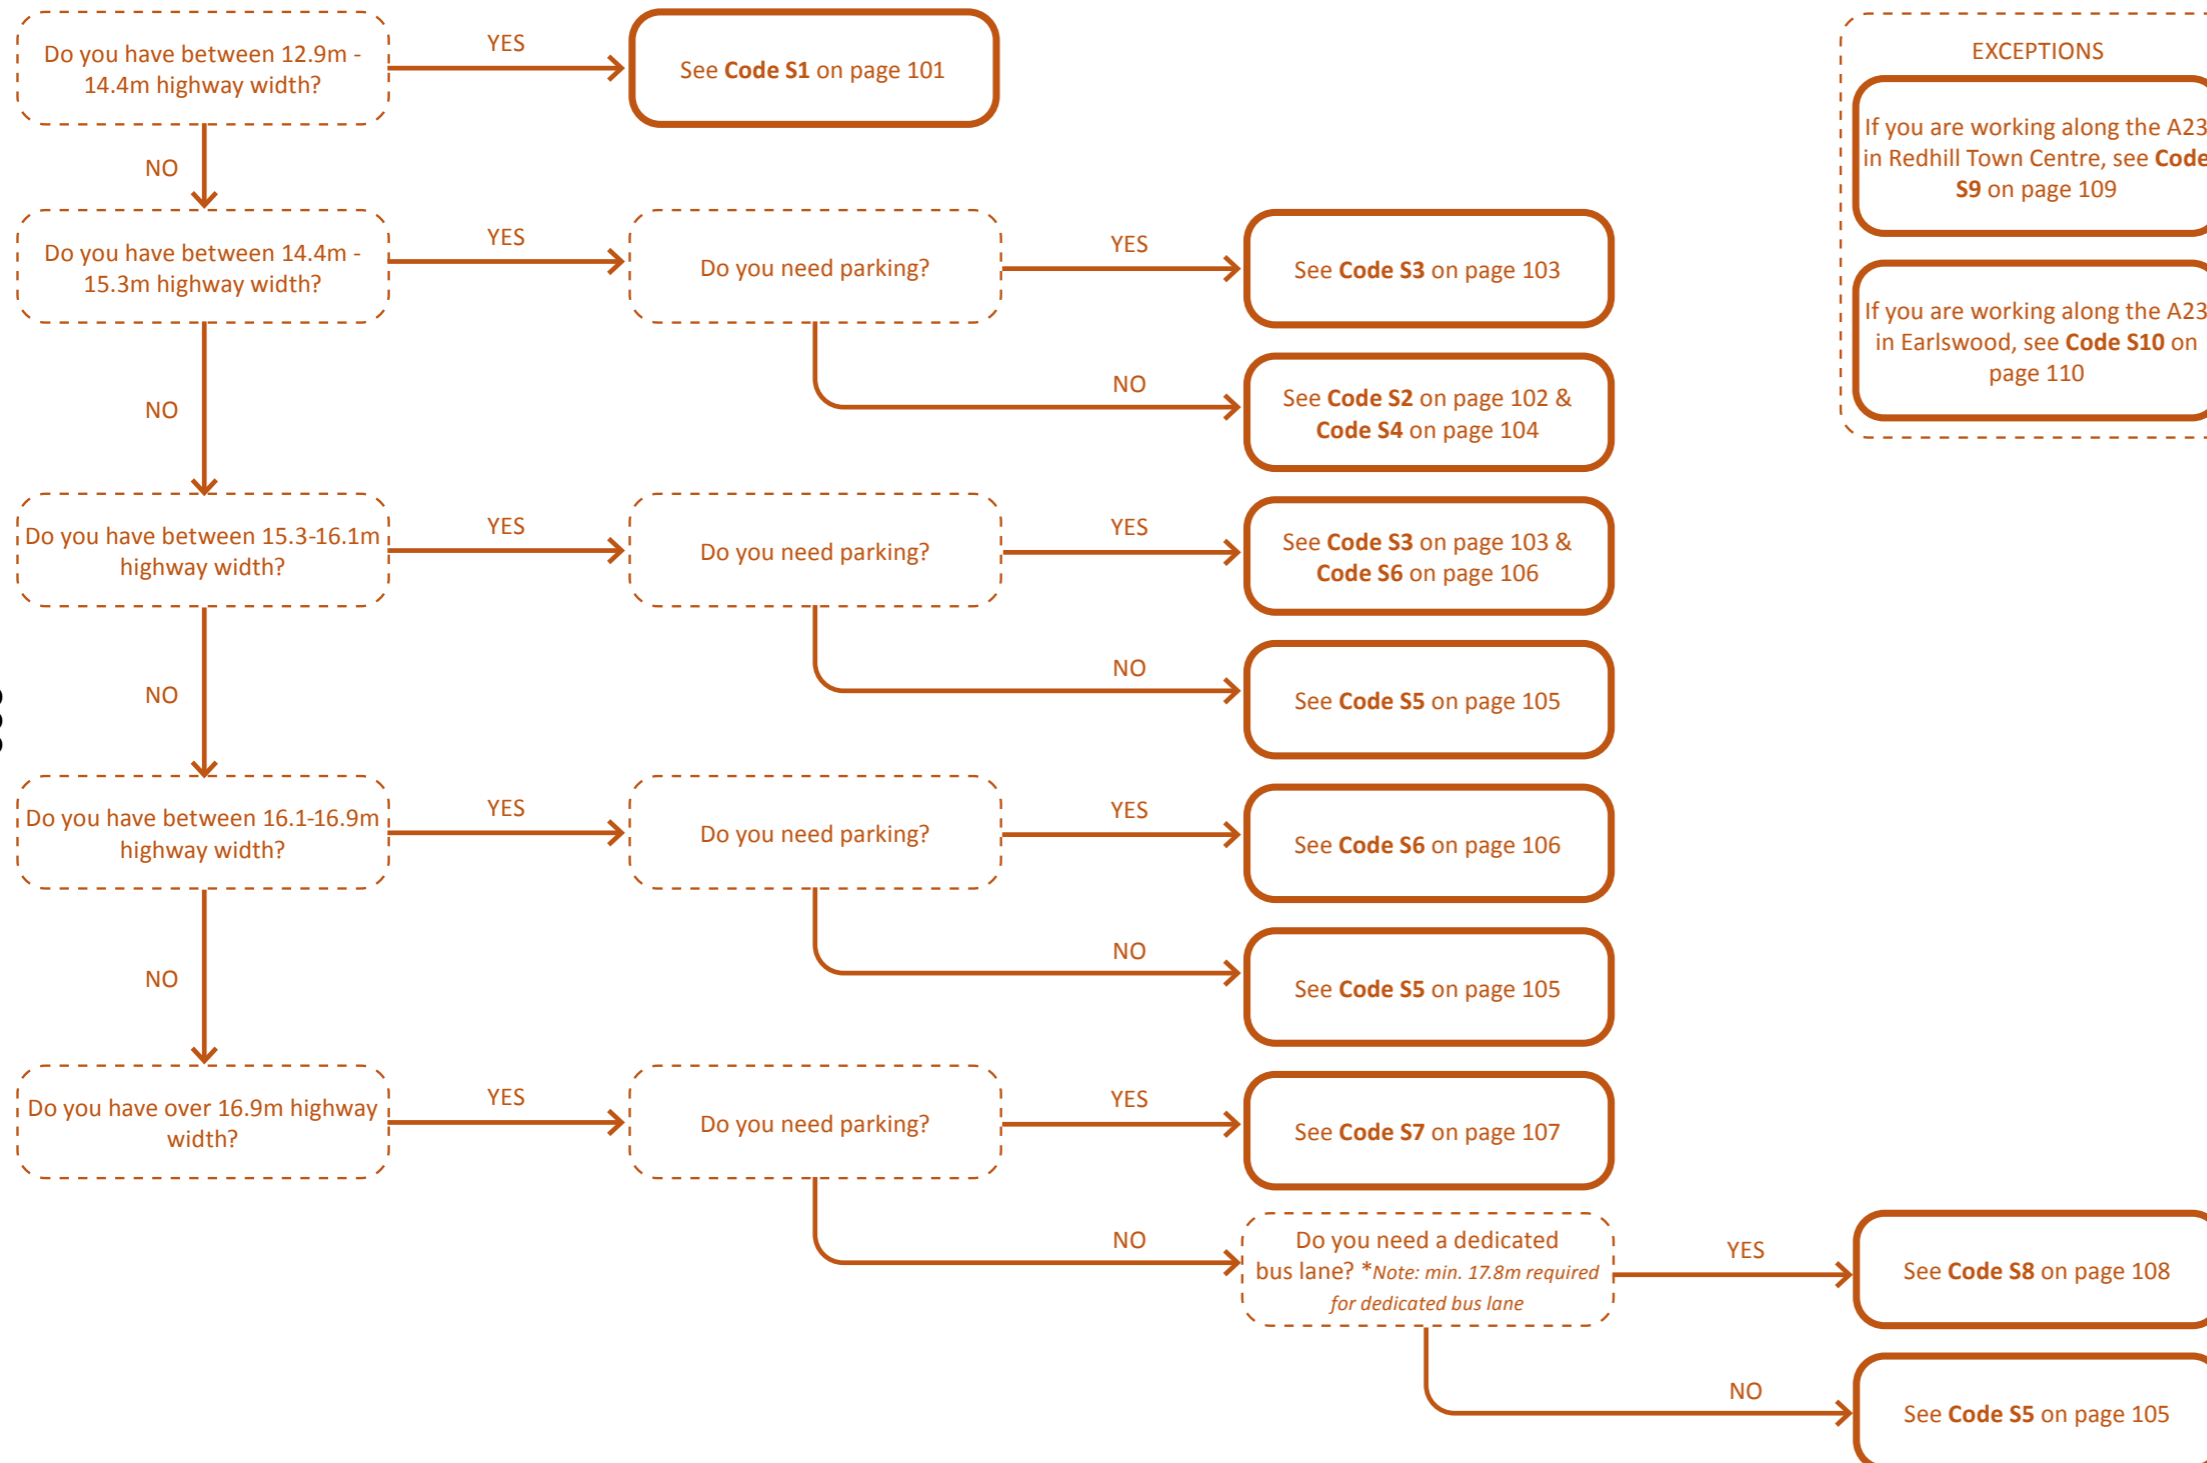 Do you have between 12.9m -
14.4m highway width?
YES
See Code S1 on page 101
NO
Do you have between 14.4m -
15.3m highway width?
YES
Do you need parking?
YES
See Code S3 on page 103
NO
See Code S2 on page 102 &
Code S4 on page 104
NO
Do you have between 15.3-16.1m
highway width?
YES
Do you need parking?
YES
See Code S3 on page 103 &
Code S6 on page 106
NO
See Code S5 on page 105
NO
Do you have between 16.1-16.9m
highway width?
YES
Do you need parking?
YES
See Code S6 on page 106
NO
See Code S5 on page 105
NO
Do you have over 16.9m highway
width?
YES
Do you need parking?
YES
See Code S7 on page 107
NO
Do you need a dedicated
bus lane? *Note: min. 17.8m required
for dedicated bus lane
YES
See Code S8 on page 108
NO
See Code S5 on page 105
EXCEPTIONS
If you are working along the A23
in Redhill Town Centre, see Code
S9 on page 109
If you are working along the A23
in Earlswood, see Code S10 on
page 110